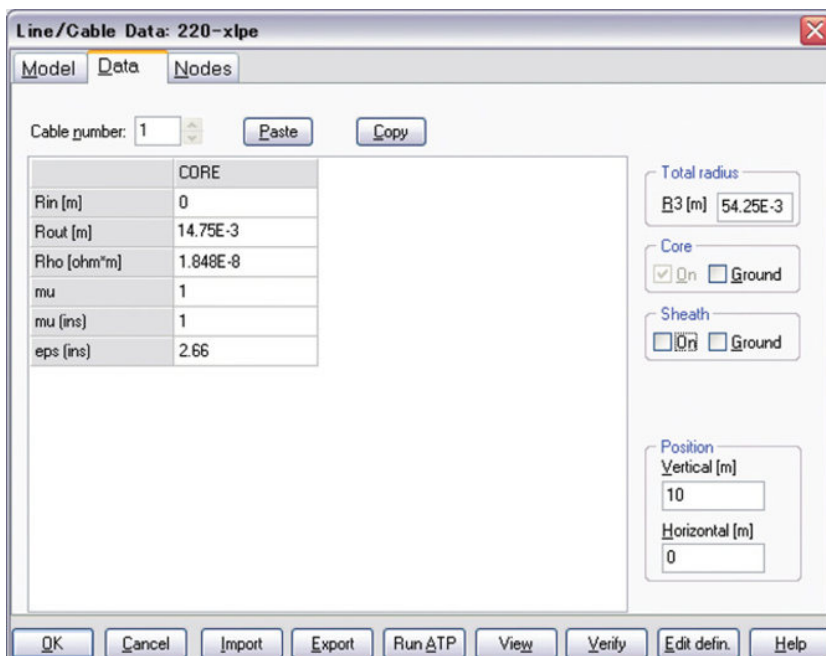 Line/Cable Data: 220-xlpe
Model Data Nodes
Cable number: 1 Paste Copy
CORE
Rin [m] 0
Rout [m] 14.75E-3
Rho [ohm*m] 1.848E-8
mu 1
mu (ins) 1
eps (ins) 2.66
Total radius
R3 [m] 54.25E-3
Core
On Ground
Sheath
On Ground
Position
Vertical [m]
10
Horizontal [m]
0
OK Cancel Import Export Run ATP View Verify Edit defin. Help